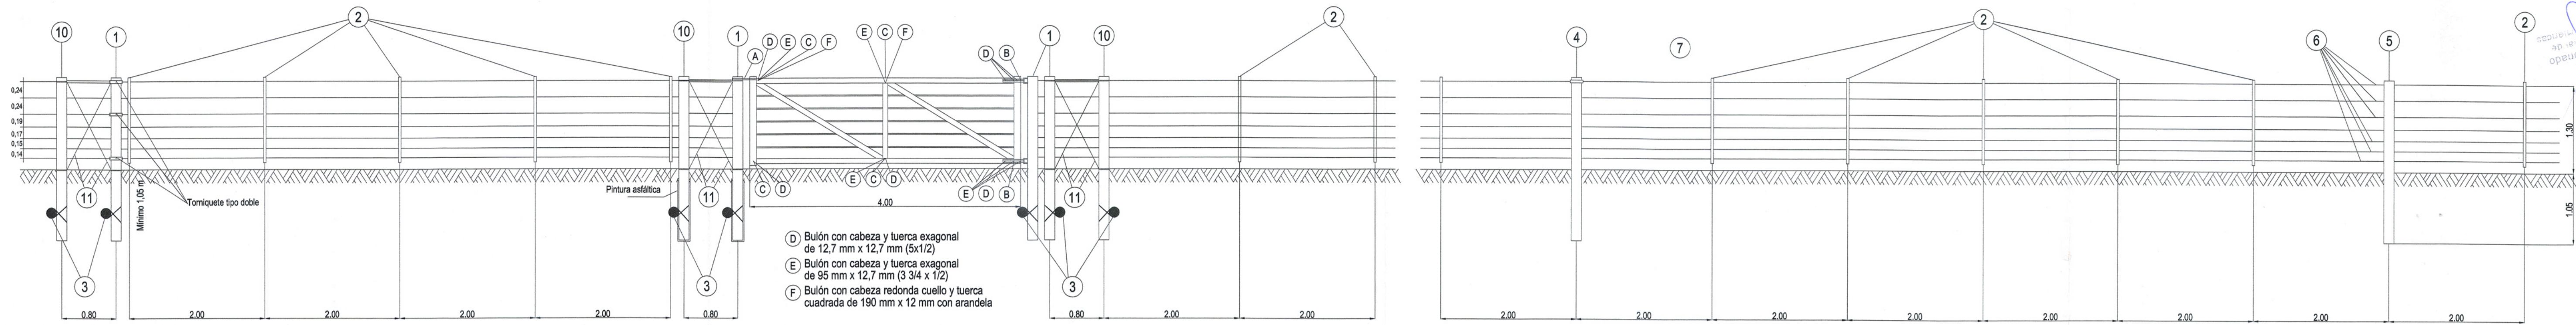 2
2
2
2
10
1
10
1
A
D
E
C
F
E
C
F
D
B
1
10
4
7
6
5
0,24
0,24
0,19
0,17
0,15
0,14
11
Mínimo 1,05 m
Torniquete tipo doble
Pintura asfáltica
11
C
D
E
C
D
E
D
B
11
4.00
1.30
1.05
3
3
3
D Bulón con cabeza y tuerca exagonal
de 12,7 mm x 12,7 mm (5x1/2)
E Bulón con cabeza y tuerca exagonal
de 95 mm x 12,7 mm (3 3/4 x 1/2)
F Bulón con cabeza redonda cuello y tuerca
cuadrada de 190 mm x 12 mm con arandela
0.80
2.00
2.00
2.00
2.00
0.80
0.80
2.00
2.00
2.00
2.00
2.00
2.00
2.00
2.00
2.00
2.00